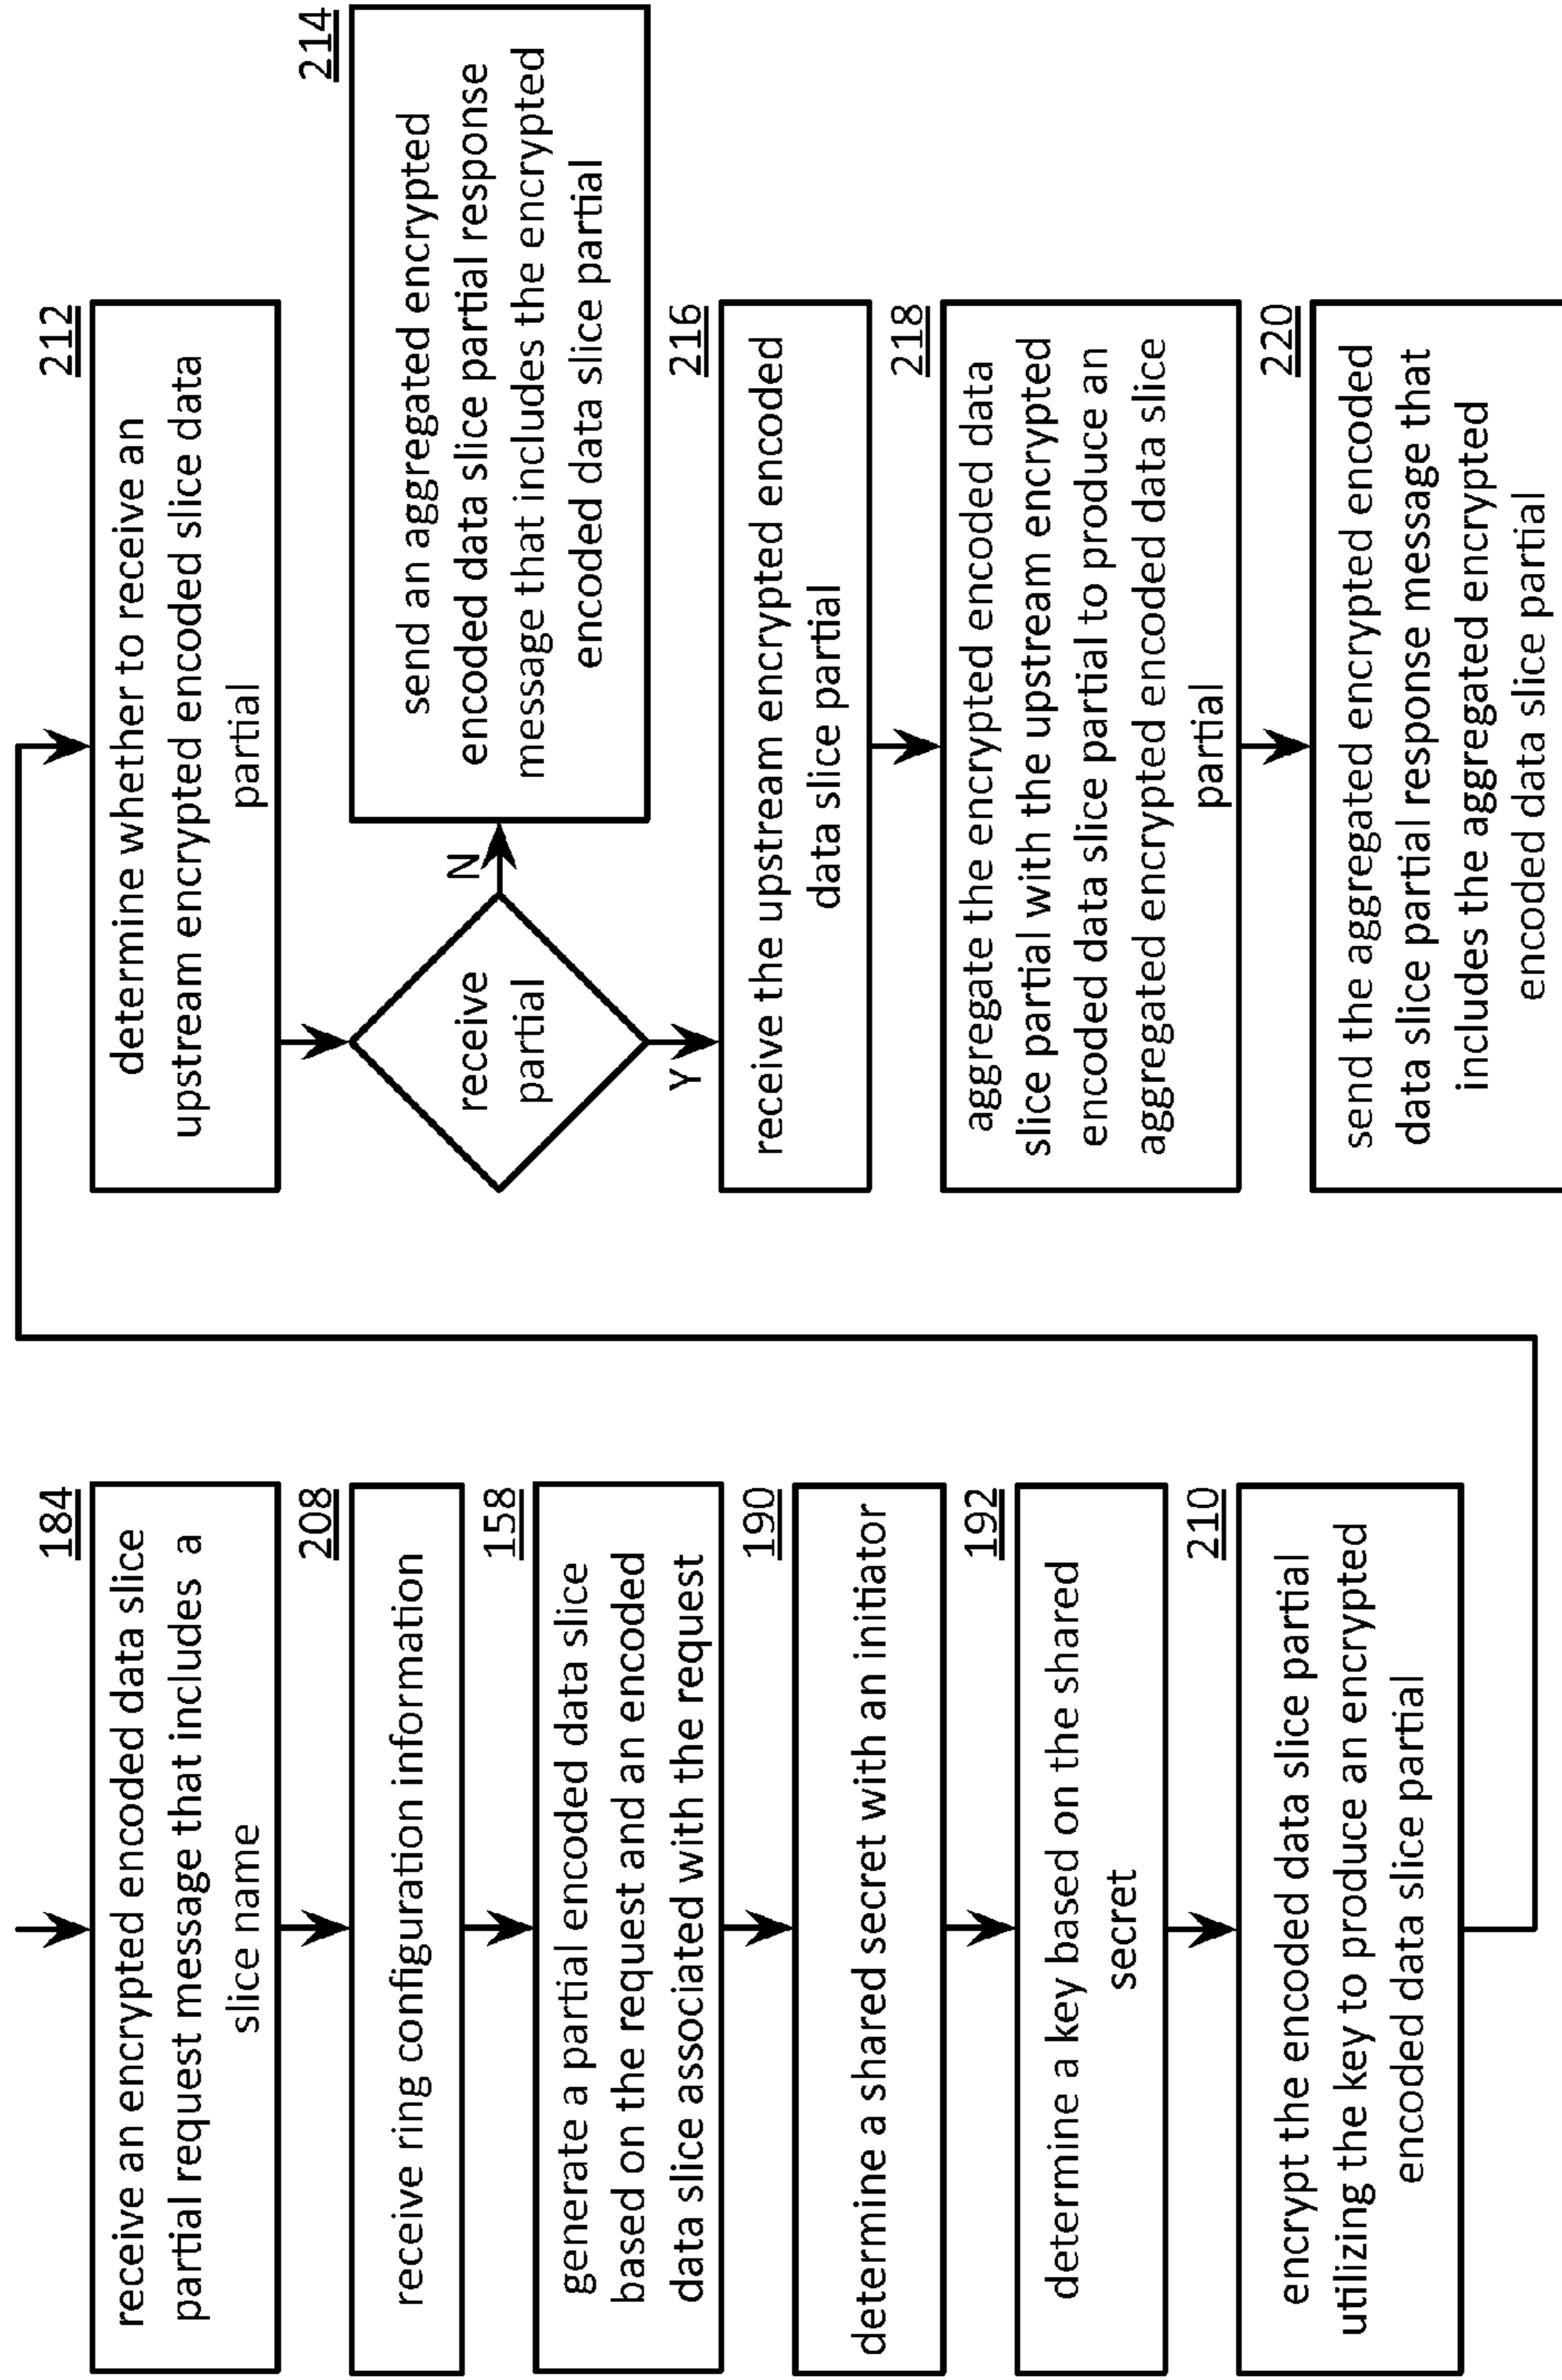 184
receive an encrypted encoded data slice
partial request message that includes a
slice name
208
receive ring configuration information
158
generate a partial encoded data slice
based on the request and an encoded
data slice associated with the request
190
determine a shared secret with an initiator
192
determine a key based on the shared
secret
210
encrypt the encoded data slice partial
utilizing the key to produce an encrypted
encoded data slice partial
212
determine whether to receive an
upstream encrypted encoded slice data
partial
receive
partial
N
Y
214
send an aggregated encrypted
encoded data slice partial response
message that includes the encrypted
encoded data slice partial
216
receive the upstream encrypted encoded
data slice partial
218
aggregate the encrypted encoded data
slice partial with the upstream encrypted
encoded data slice partial to produce an
aggregated encrypted encoded data slice
partial
220
send the aggregated encrypted encoded
data slice partial response message that
includes the aggregated encrypted
encoded data slice partial